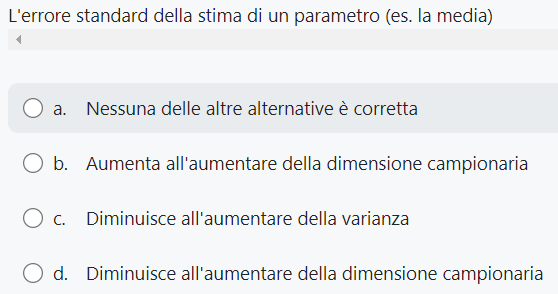 L'errore standard della stima di un parametro (es. la media)
a. Nessuna delle altre alternative è corretta
b. Aumenta all'aumentare della dimensione campionaria
c. Diminuisce all'aumentare della varianza
d. Diminuisce all'aumentare della dimensione campionaria